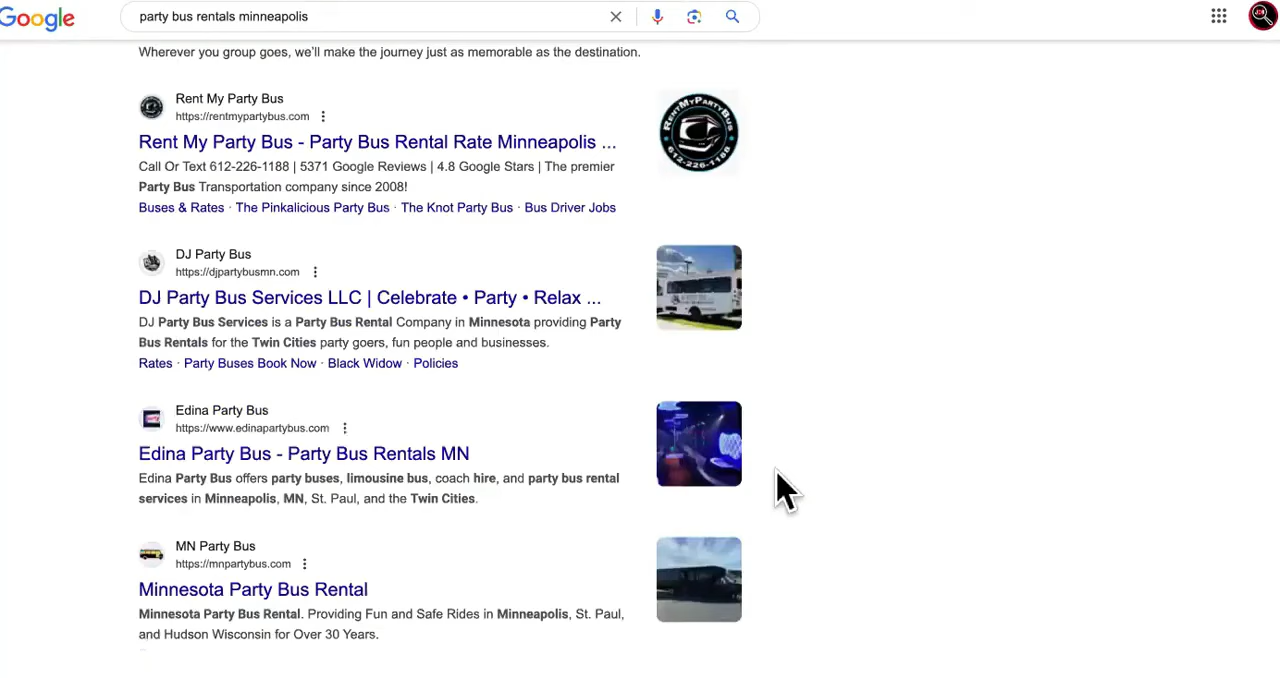 Google
party bus rentals minneapolis
Wherever you group goes, we'll make the journey just as memorable as the destination.
Rent My Party Bus
https://rentmypartybus.com
Rent My Party Bus - Party Bus Rental Rate Minneapolis ...
Call Or Text 612-226-1188 | 5371 Google Reviews | 4.8 Google Stars | The premier
Party Bus Transportation company since 2008!
Buses & Rates · The Pinkalicious Party Bus · The Knot Party Bus · Bus Driver Jobs
RENTMYPARTYBUS
612-226-1188
DJ Party Bus
https://djpartybusmn.com
DJ Party Bus Services LLC | Celebrate • Party • Relax ...
DJ Party Bus Services is a Party Bus Rental Company in Minnesota providing Party
Bus Rentals for the Twin Cities party goers, fun people and businesses.
Rates · Party Buses Book Now · Black Widow · Policies
Edina Party Bus
https://www.edinapartybus.com
Edina Party Bus - Party Bus Rentals MN
Edina Party Bus offers party buses, limousine bus, coach hire, and party bus rental
services in Minneapolis, MN, St. Paul, and the Twin Cities.
MN Party Bus
https://mnpartybus.com
Minnesota Party Bus Rental
Minnesota Party Bus Rental. Providing Fun and Safe Rides in Minneapolis, St. Paul,
and Hudson Wisconsin for Over 30 Years.